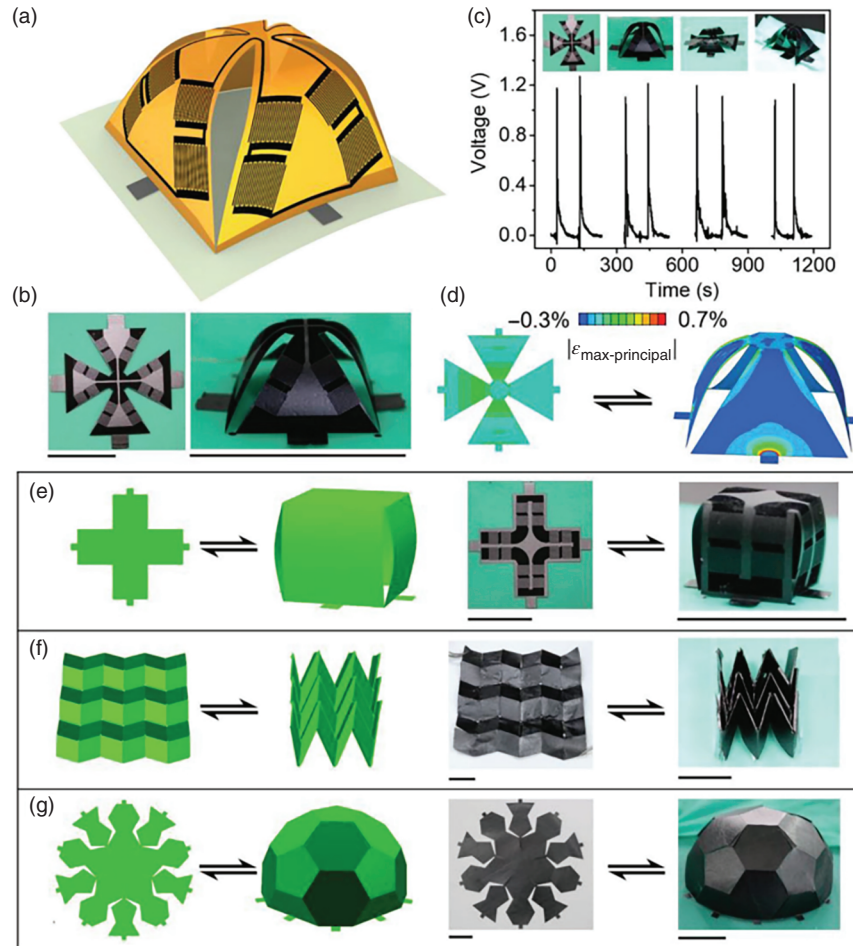 (a)
(c)
1.6
1.2
0.8
0.4
0.0
Voltage (V)
0 300 600 900 1200
Time (s)
(b)
(d)
−0.3%
0.7%
|εmax-principal|
(e)
(f)
(g)